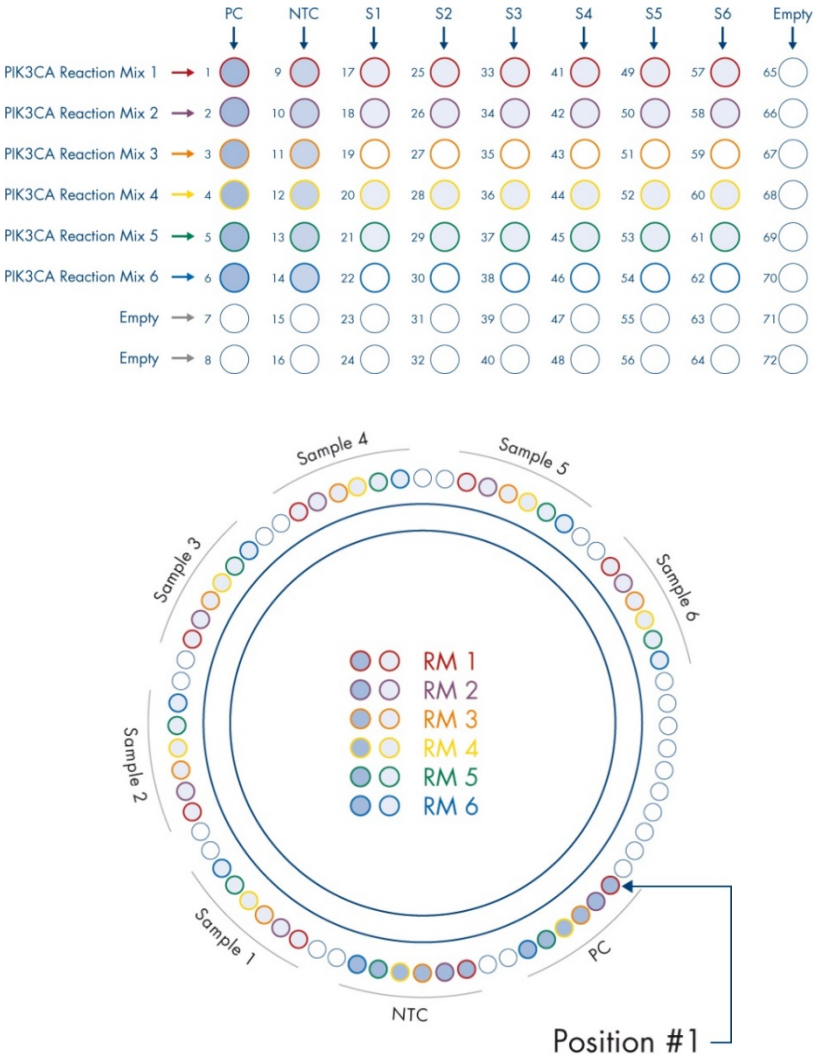 PC NTC S1 S2 S3 S4 S5 S6 Empty
PIK3CA Reaction Mix 1 1 9 17 25 33 41 49 57 65
PIK3CA Reaction Mix 2 2 10 18 26 34 42 50 58 66
PIK3CA Reaction Mix 3 3 11 19 27 35 43 51 59 67
PIK3CA Reaction Mix 4 4 12 20 28 36 44 52 60 68
PIK3CA Reaction Mix 5 5 13 21 29 37 45 53 61 69
PIK3CA Reaction Mix 6 6 14 22 30 38 46 54 62 70
Empty 7 15 23 31 39 47 55 63 71
Empty 8 16 24 32 40 48 56 64 72
Sample 4
Sample 5
Sample 3
Sample 6
RM 1
RM 2
RM 3
RM 4
RM 5
RM 6
Sample 2
Sample 1
PC
NTC
Position #1